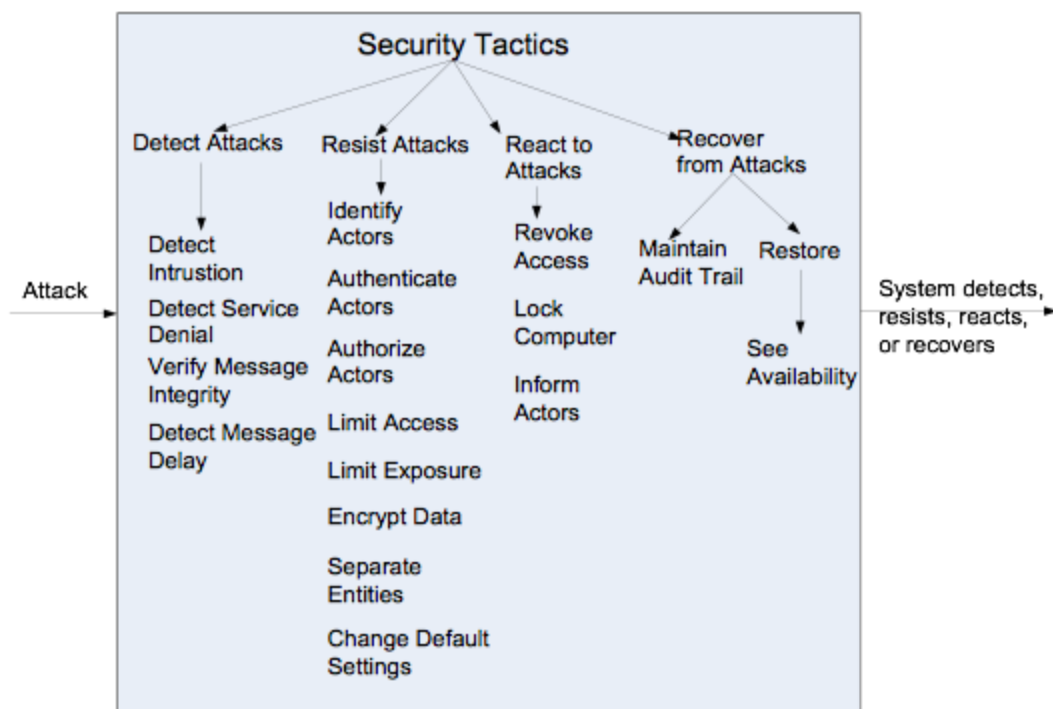 Security Tactics
Detect Attacks
Resist Attacks
React to
Attacks
Recover
from Attacks
Attack
Detect
Intrustion
Detect Service
Denial
Verify Message
Integrity
Detect Message
Delay
Identify
Actors
Authenticate
Actors
Authorize
Actors
Limit Access
Limit Exposure
Encrypt Data
Separate
Entities
Change Default
Settings
Revoke
Access
Lock
Computer
Inform
Actors
Maintain
Audit Trail
Restore
See
Availability
System detects,
resists, reacts,
or recovers